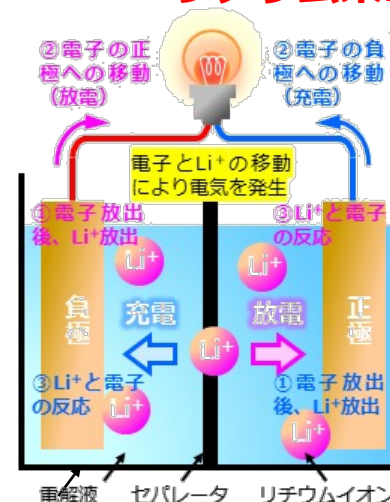 ②電子の正
極への移動
(放電)
②電子の負
極への移動
(充電)
電子とLi⁺の移動
により電気を発生
①電子放出
後、Li⁺放出
③Li⁺と電子
の反応
Li⁺
Li⁺
負極
充電
放電
正極
Li⁺
③Li⁺と電子
の反応
①電子放出
後、Li⁺放出
Li⁺
Li⁺
電解液
セパレータ
リチウムイオン